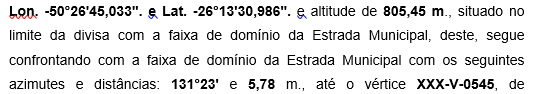 Lon. -50°26'45,033". e Lat. -26°13'30,986". e altitude de 805,45 m., situado no
limite da divisa com a faixa de domínio da Estrada Municipal, deste, segue
confrontando com a faixa de domínio da Estrada Municipal com os seguintes
azimutes e distâncias: 131°23' e 5,78 m., até o vértice XXX-V-0545, de